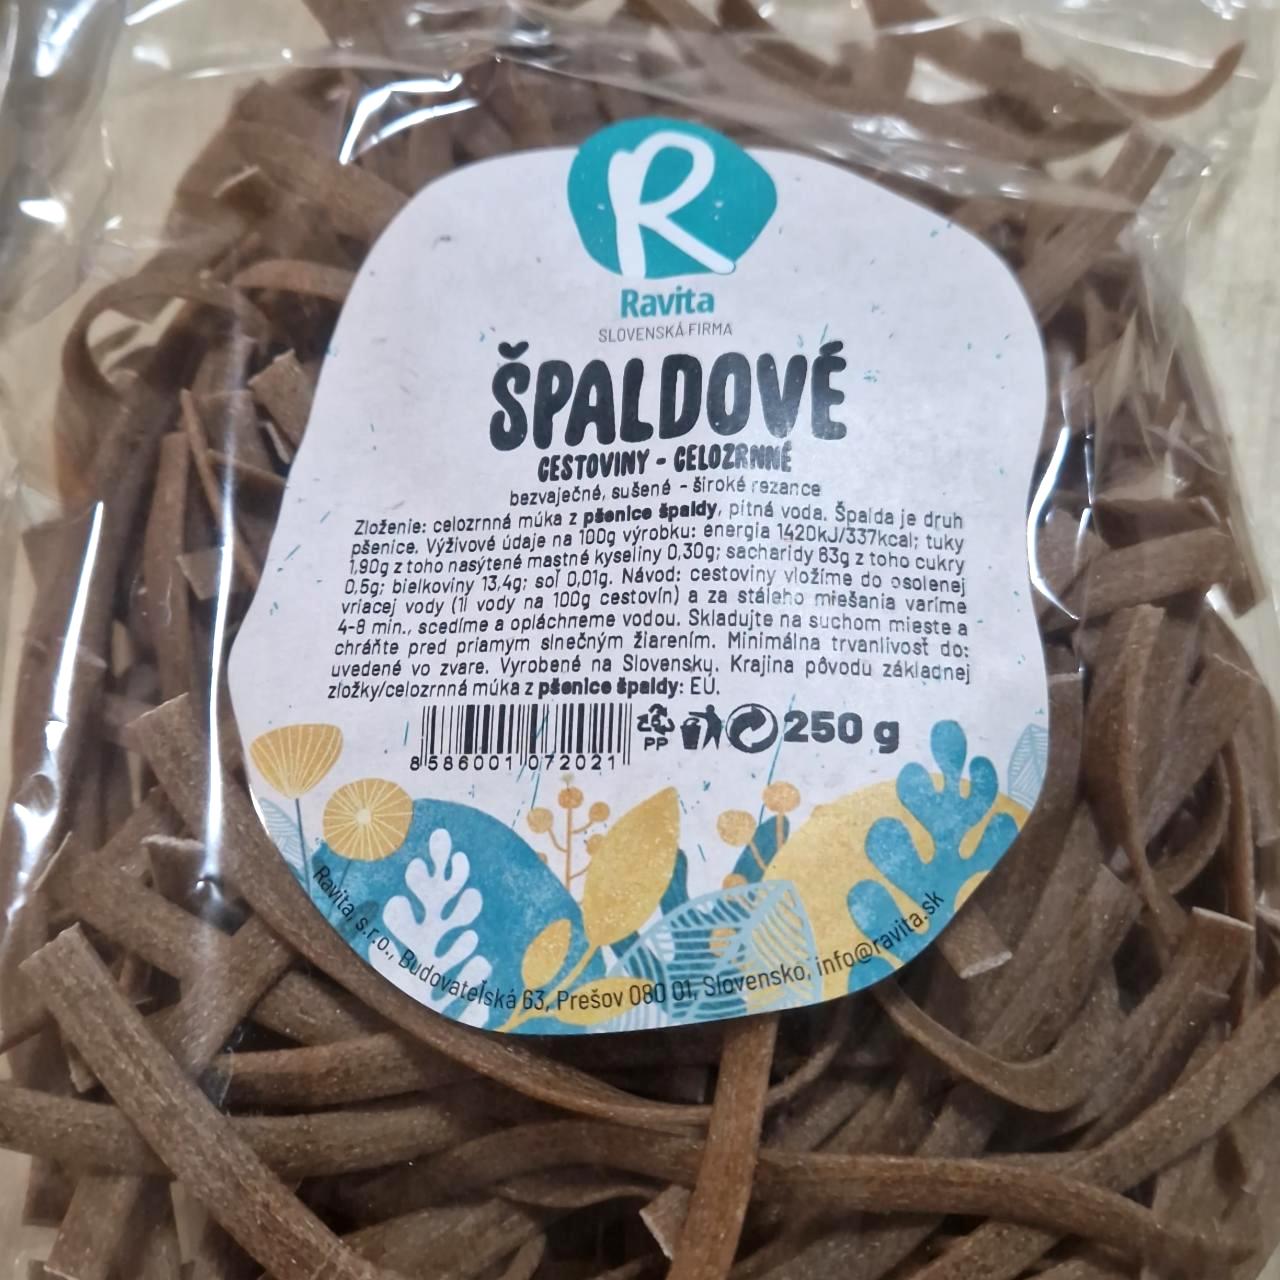 R
Ravita
SLOVENSKÁ FIRMA
ŠPALDOVÉ
CESTOVINY - CELOZRNNÉ
bezvaječné, sušené - široké rezance
Zloženie: celozrnná múka z pšenice špaldy, pitná voda. Špalda je druh
pšenice. Výživové údaje na 100g výrobku: energia 1420kJ/337kcal; tuky
1,90g z toho nasýtené mastné kyseliny 0,30g; sacharidy 63g z toho cukry
0,5g; bielkoviny 13,4g; soľ 0,01g. Návod: cestoviny vložíme do osolenej
vriacej vody (1l vody na 100g cestovín) a za stáleho miešania varíme
4-8 min., scedíme a opláchneme vodou. Skladujte na suchom mieste a
chráňte pred priamym slnečným žiarením. Minimálna trvanlivosť do:
uvedené vo zvare. Vyrobené na Slovensku. Krajina pôvodu základnej
zložky/celozrnná múka z pšenice špaldy: EÚ.
PP
250 g
8 586001 072021
Ravita, s.r.o., Budovateľská 63, Prešov 080 01, Slovensko, info@ravita.sk